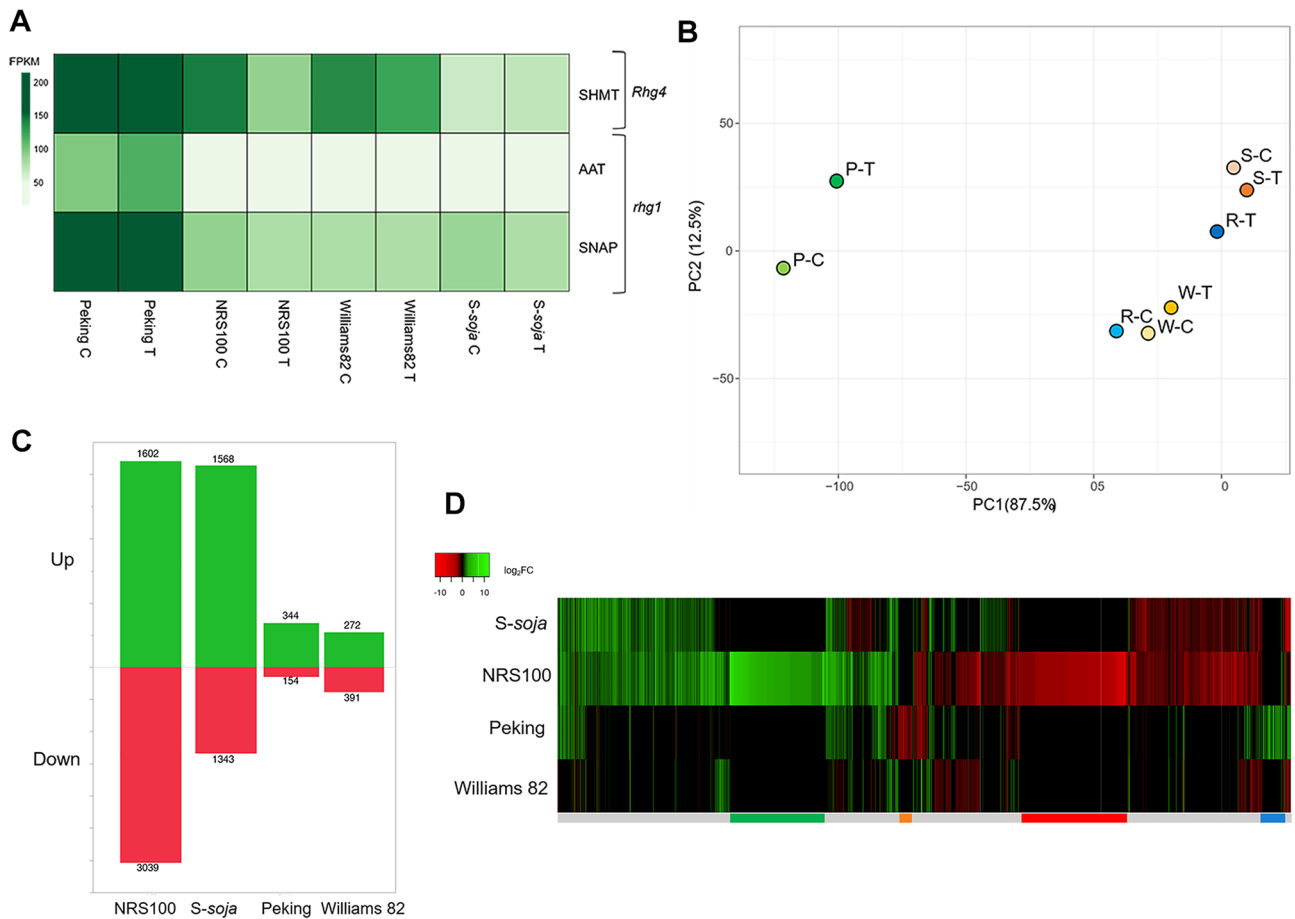 A
FPKM
200
150
100
50
SHMT
Rhg4
AAT
rhg1
SNAP
Peking C
Peking T
NRS100 C
NRS100 T
Williams82 C
Williams82 T
S-soja C
S-soja T
B
PC2 (12.5%)
50
0
−50
P-T
P-C
S-C
S-T
R-T
W-T
R-C
W-C
−100
−50
05
0
PC1(87.5%)
C
Up
Down
1602
1568
344
272
3039
1343
154
391
NRS100
S-soja
Peking
Williams 82
D
log2FC
-10 0 10
S-soja
NRS100
Peking
Williams 82